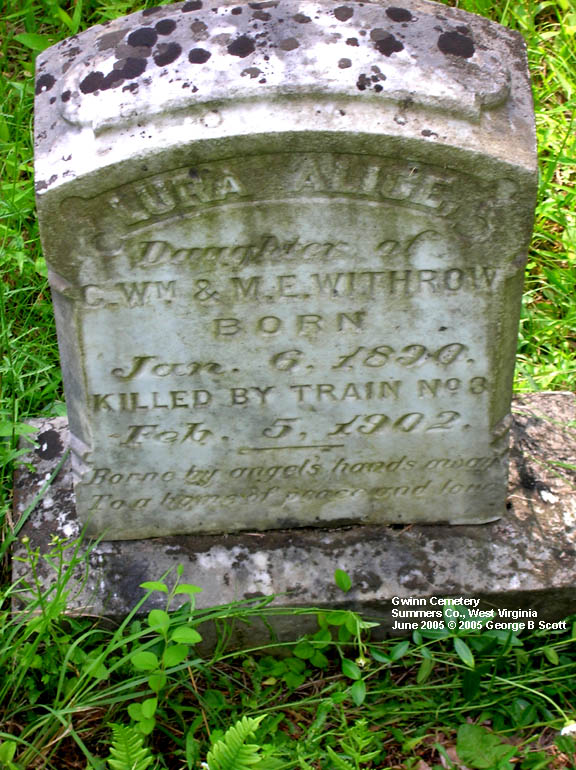 LURA ALICE,
Daughter of
G. WM & M. E. WITHROW
BORN
Jan. 6, 1890.
KILLED BY TRAIN NO 3
Feb. 5, 1902.
Borne by angel's hands away
To a home of peace and love
Gwinn Cemetery
Summers Co., West Virginia
June 2005 © 2005 George B Scott